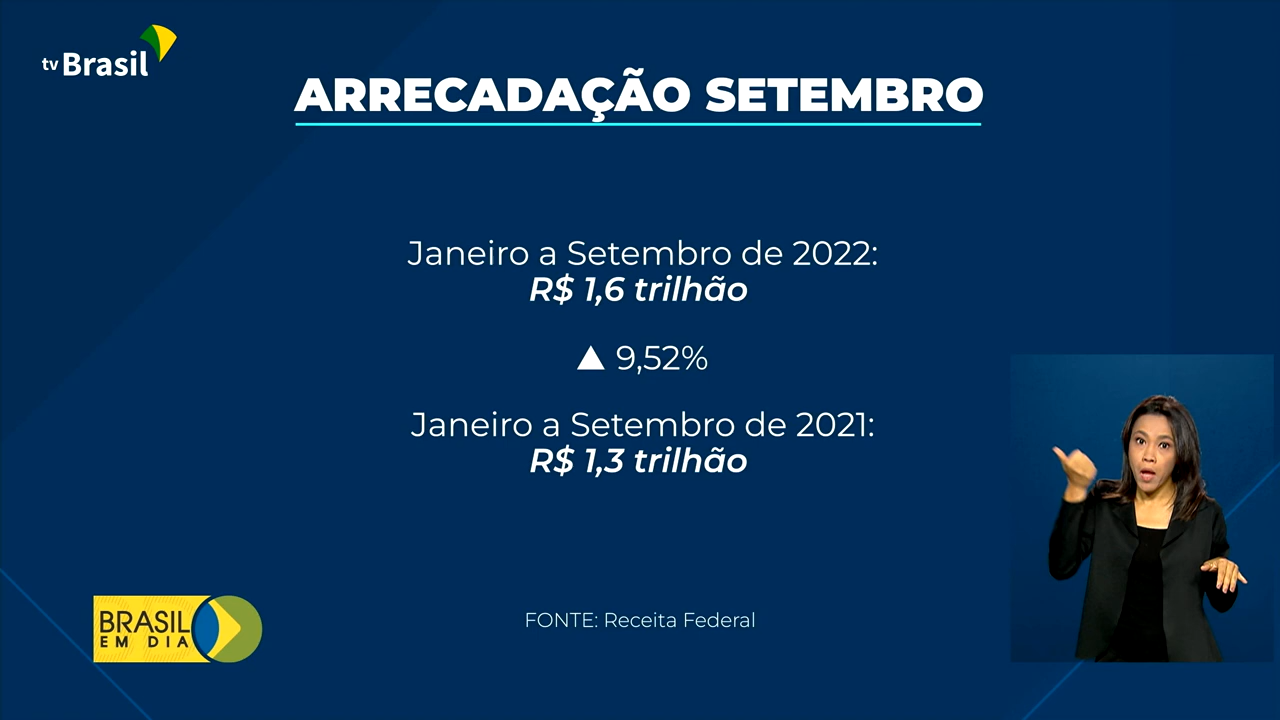 tv Brasil
ARRECADAÇÃO SETEMBRO
Janeiro a Setembro de 2022:
R$ 1,6 trilhão
▲ 9,52%
Janeiro a Setembro de 2021:
R$ 1,3 trilhão
BRASIL
EM DIA
FONTE: Receita Federal